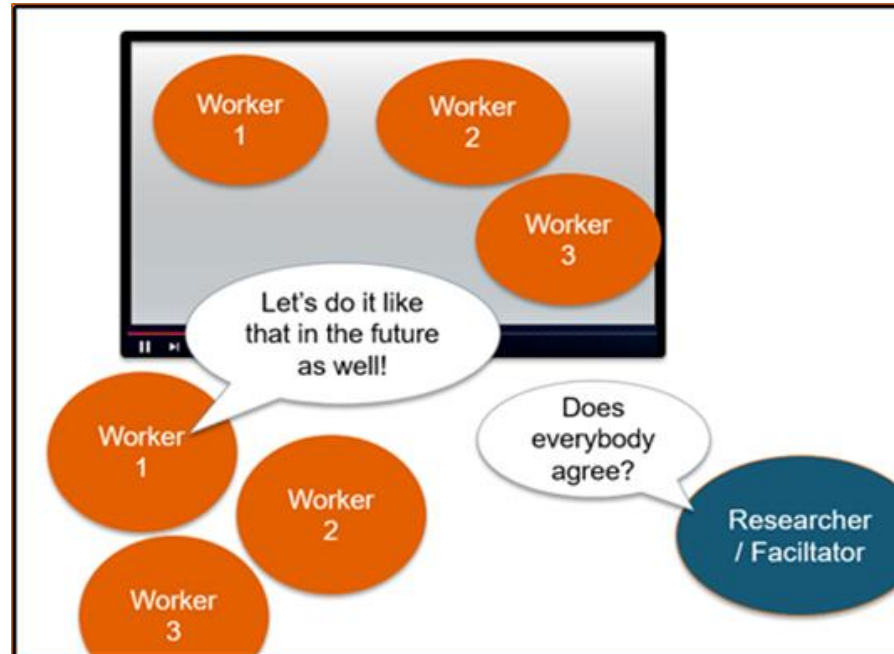 Worker
1
Worker
2
Worker
3
Let's do it like
that in the future
as well!
Does
everybody
agree?
Worker
1
Worker
2
Researcher
/ Faciltator
Worker
3